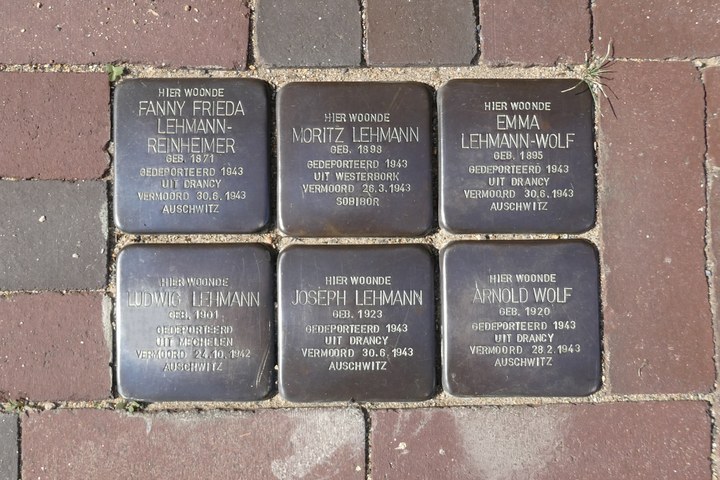 HIER WOONDE
FANNY FRIEDA
LEHMANN-
REINHEIMER
GEB. 1871
GEDEPORTEERD 1943
UIT DRANCY
VERMOORD 30.6.1943
AUSCHWITZ
HIER WOONDE
MORITZ LEHMANN
GEB. 1898
GEDEPORTEERD 1943
UIT WESTERBORK
VERMOORD 26.3.1943
SOBIBOR
HIER WOONDE
EMMA
LEHMANN-WOLF
GEB. 1895
GEDEPORTEERD 1943
UIT DRANCY
VERMOORD 30.6.1943
AUSCHWITZ
HIER WOONDE
LUDWIG LEHMANN
GEB. 1901
GEDEPORTEERD
UIT MECHELEN
VERMOORD 24.10.1942
AUSCHWITZ
HIER WOONDE
JOSEPH LEHMANN
GEB. 1923
GEDEPORTEERD 1943
UIT DRANCY
VERMOORD 30.6.1943
AUSCHWITZ
HIER WOONDE
ARNOLD WOLF
GEB. 1920
GEDEPORTEERD 1943
UIT DRANCY
VERMOORD 28.2.1943
AUSCHWITZ